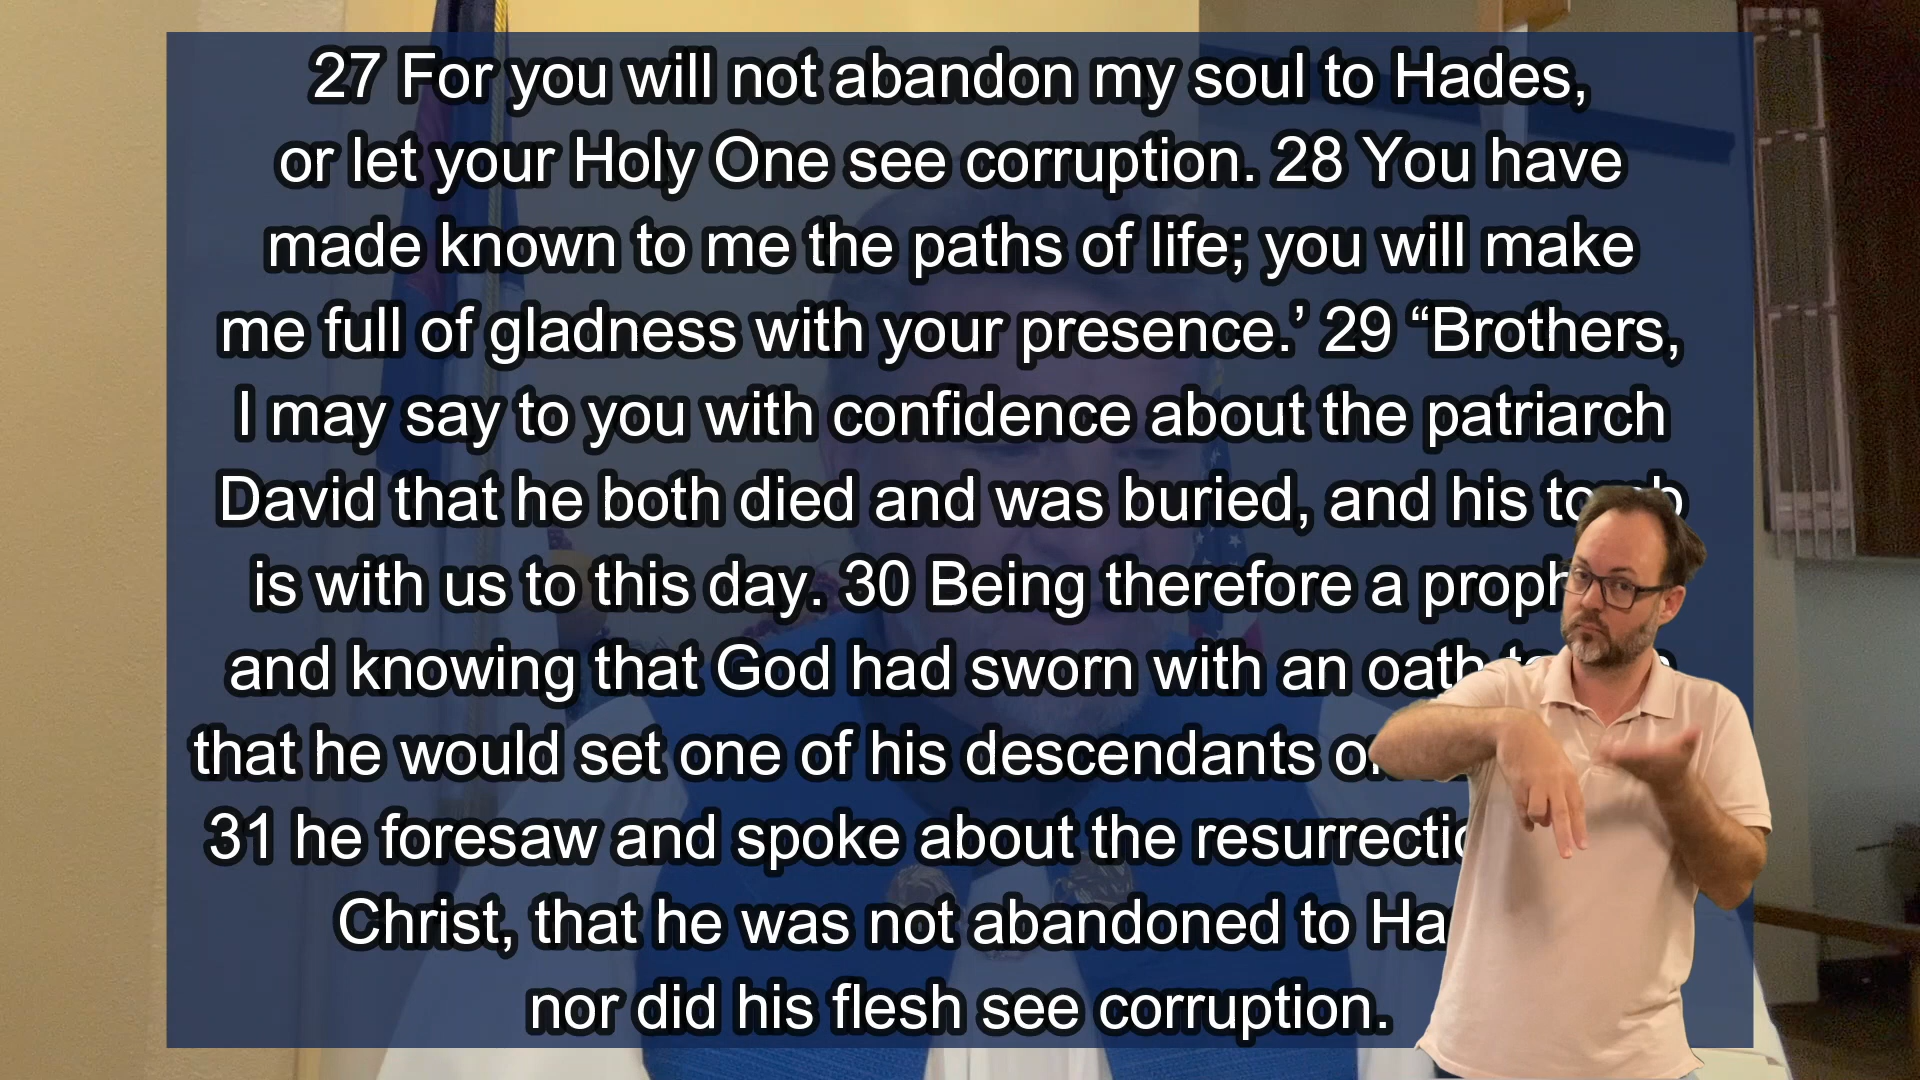 27 For you will not abandon my soul to Hades,
or let your Holy One see corruption. 28 You have
made known to me the paths of life; you will make
me full of gladness with your presence.’ 29 “Brothers,
I may say to you with confidence about the patriarch
David that he both died and was buried, and his tomb
is with us to this day. 30 Being therefore a
and knowing that God had sworn with an oath
that he would set one of his descendants
31 he foresaw and spoke about the
Christ, that he was not abandoned to
nor did his flesh see corruption.